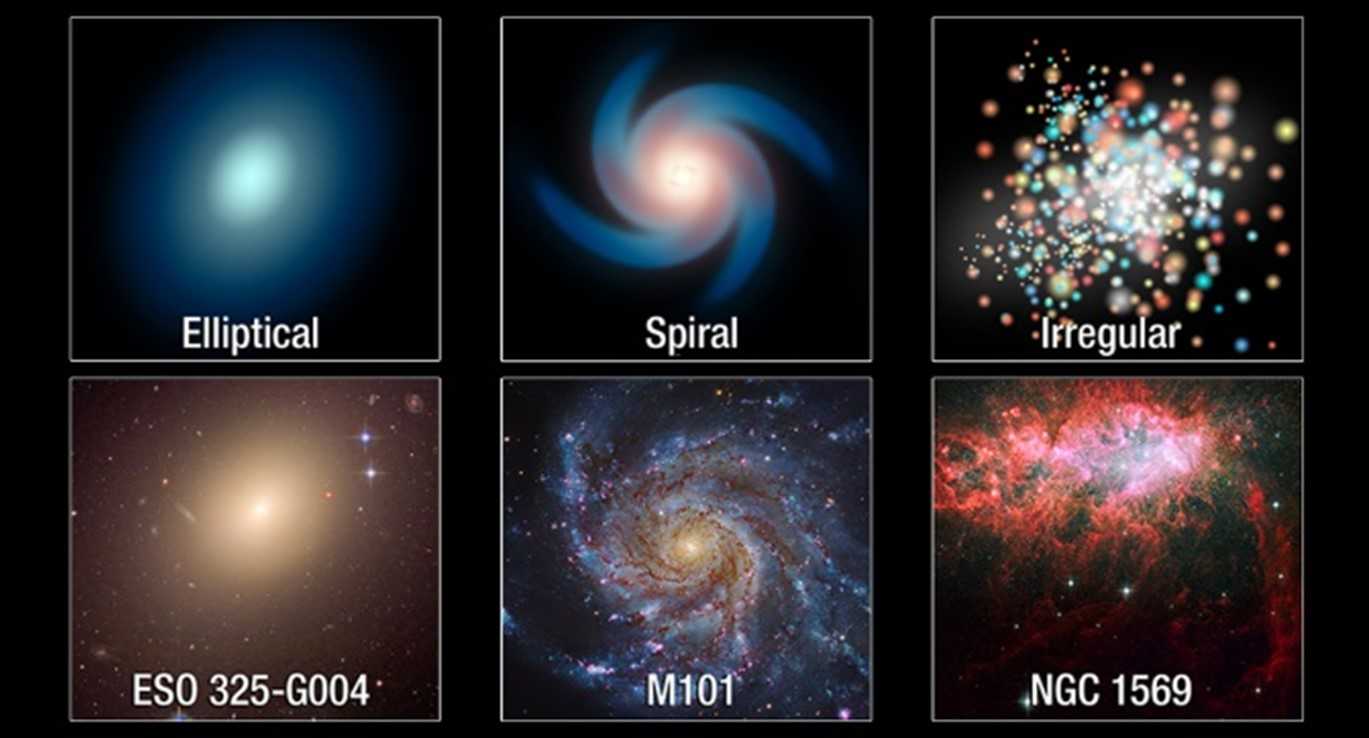 Elliptical
Spiral
Irregular
ESO 325-G004
M101
NGC 1569